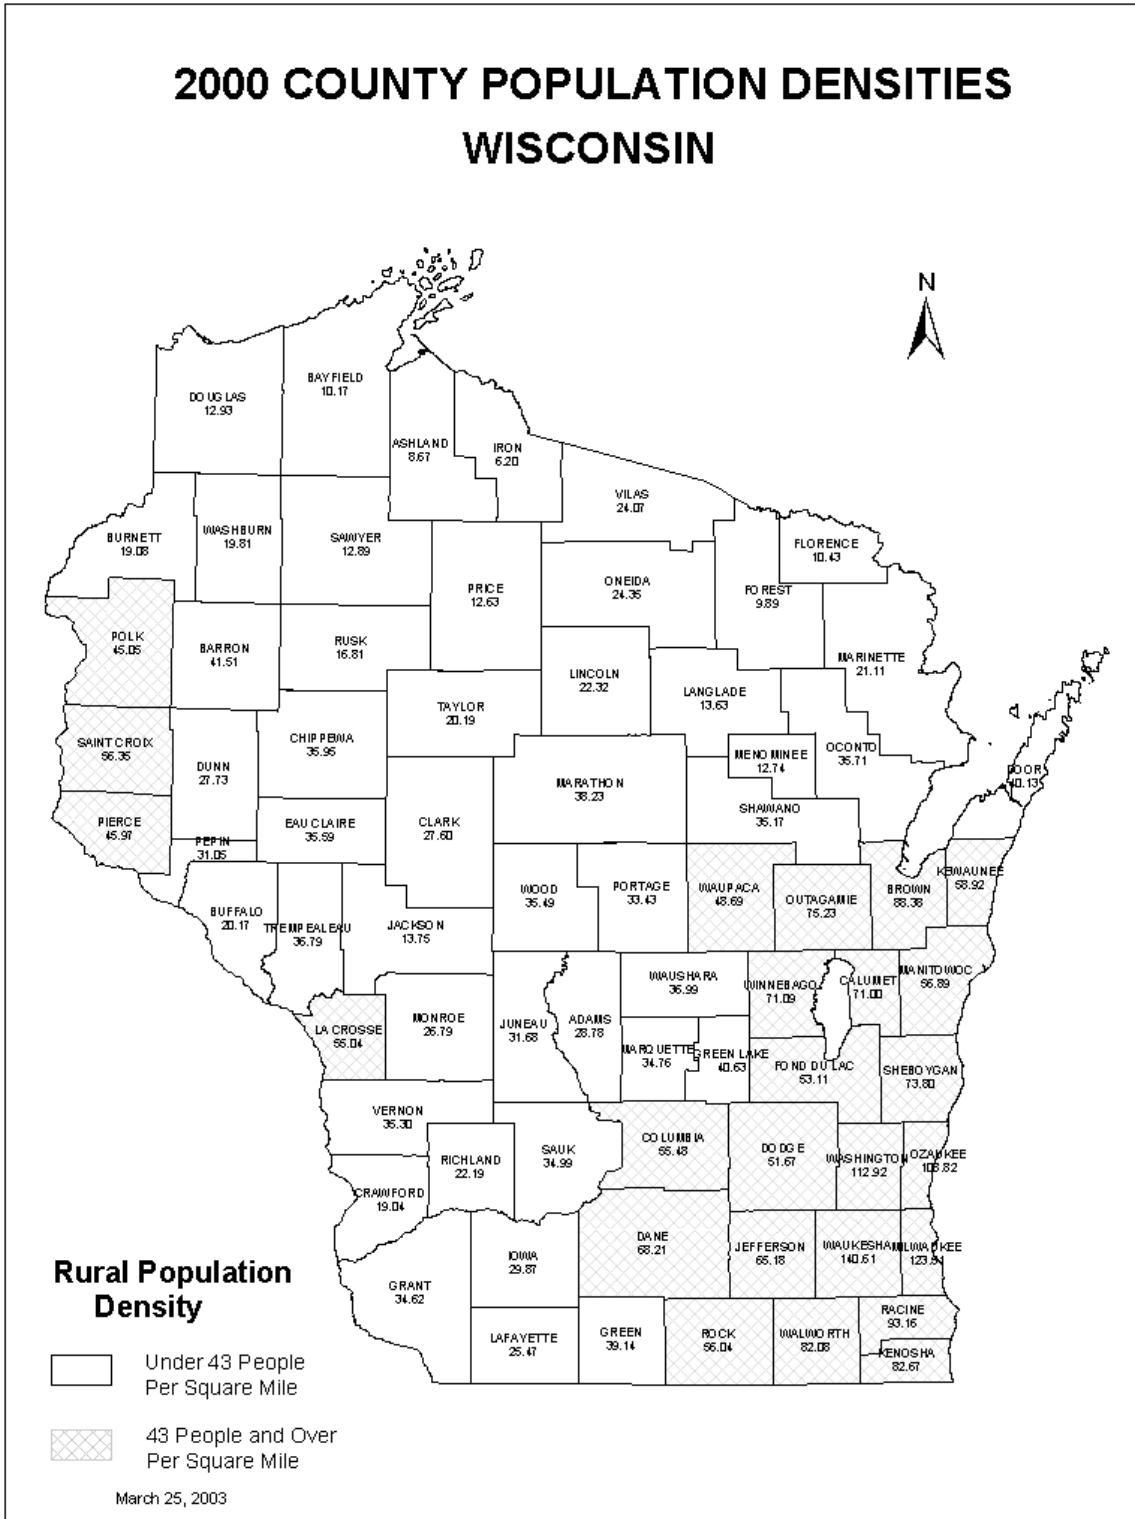 2000 COUNTY POPULATION DENSITIES
WISCONSIN
N
BAYFIELD
10.17
DOUGLAS
12.93
ASHLAND
8.67
IRON
6.20
VILAS
24.07
BURNETT
19.08
WASHBURN
19.81
SAWYER
12.89
FLORENCE
10.43
PRICE
12.63
ONEIDA
24.35
FOREST
9.89
POLK
45.05
BARRON
41.51
RUSK
16.81
MARINETTE
21.11
LINCOLN
22.32
LANGLADE
13.63
TAYLOR
20.19
SAINT CROIX
56.35
CHIPPEWA
35.95
DUNN
27.73
MENOMINEE
12.74
OCONTO
35.71
DOOR
40.13
MARATHON
38.23
SHAWANO
35.17
PIERCE
45.97
EAU CLAIRE
35.59
CLARK
27.60
PEPIN
31.05
WOOD
35.49
PORTAGE
33.43
WAUPACA
48.69
OUTAGAMIE
75.23
BROWN
88.38
KEWAUNEE
58.92
BUFFALO
20.17
TREMPEALEAU
36.79
JACKSON
13.75
WAUSHARA
36.99
WINNEBAGO
71.09
CALUMET
71.00
MANITOWOC
56.89
LA CROSSE
55.04
MONROE
26.79
JUNEAU
31.68
ADAMS
28.78
MARQUETTE
34.76
GREEN LAKE
40.63
FOND DU LAC
53.11
SHEBOYGAN
73.80
VERNON
35.30
RICHLAND
22.19
SAUK
34.99
COLUMBIA
55.48
DODGE
51.67
WASHINGTON
112.92
OZAUKEE
CRAWFORD
19.04
IOWA
29.87
DANE
68.21
JEFFERSON
65.18
WAUKESHA
140.61
MILWAUKEE
GRANT
34.62
LAFAYETTE
25.47
GREEN
39.14
ROCK
56.04
WALWORTH
82.08
RACINE
93.16
KENOSHA
82.67
Rural Population
Density
Under 43 People
Per Square Mile
43 People and Over
Per Square Mile
March 25, 2003